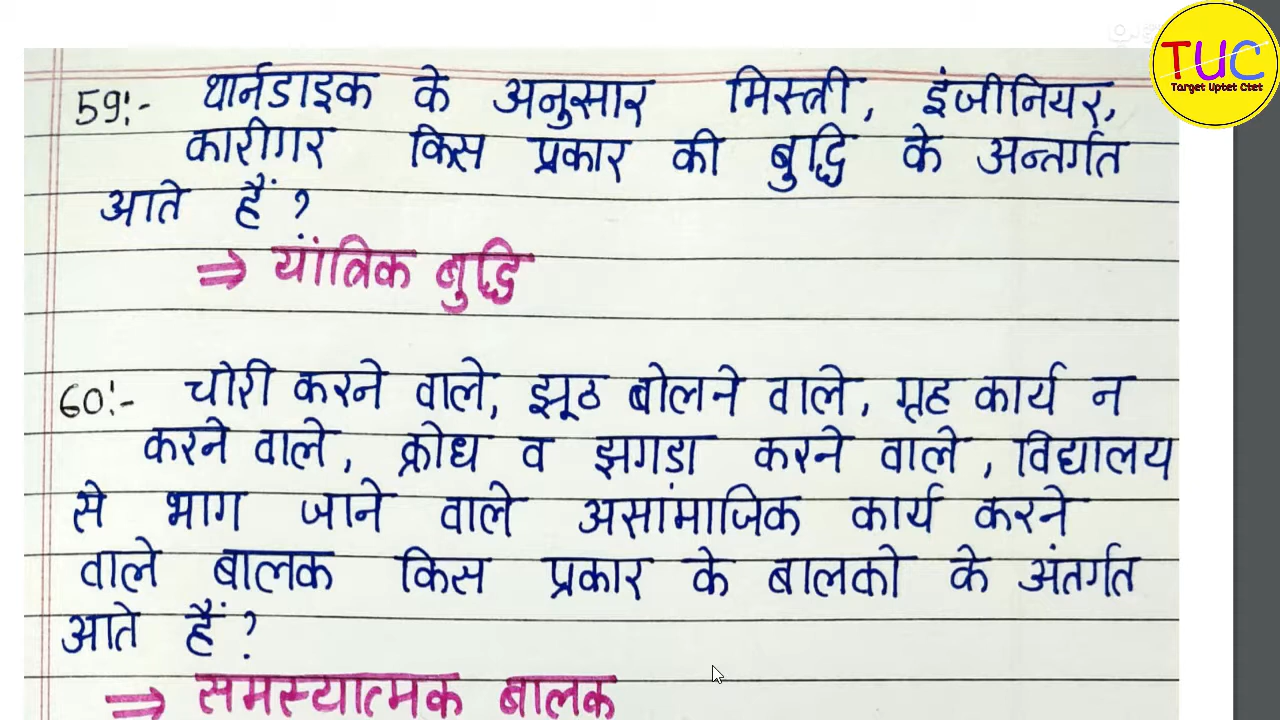 TUC
Target Uptet Ctet
59:- थार्नडाइक के अनुसार मिस्त्री, इंजीनियर,
कारीगर किस प्रकार की बुद्धि के अन्तर्गत
आते हैं ?
⇒ यांत्रिक बुद्धि
60:- चोरी करने वाले, झूठ बोलने वाले, गृह कार्य न
करने वाले, क्रोध व झगड़ा करने वाले, विद्यालय
से भाग जाने वाले असांमाजिक कार्य करने
वाले बालक किस प्रकार के बालको के अंतर्गत
आते हैं ?
⇒ समस्यात्मक बालक